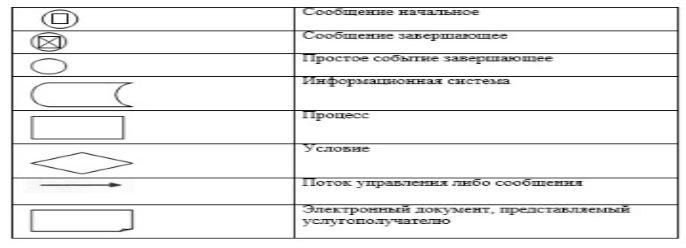 Сообщение начальное
Сообщение завершающее
Простое событие завершающее
Информационная система
Процесс
Условие
Поток управления либо сообщения
Электронный документ, представляемый
услугополучателю